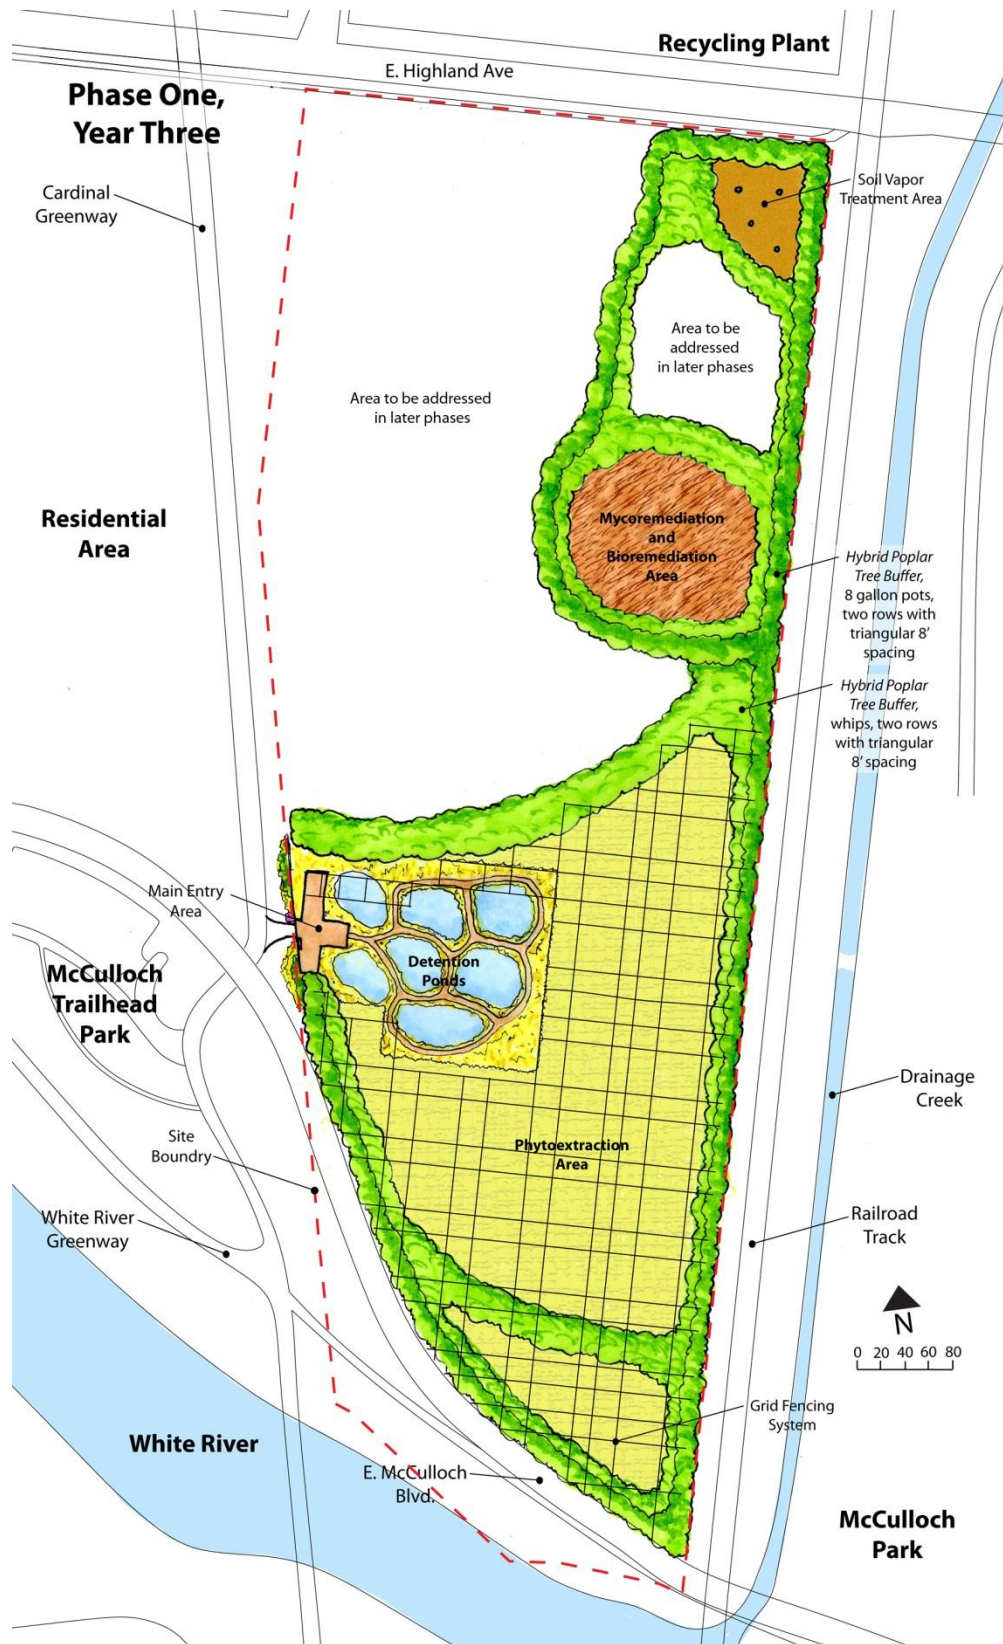 Recycling Plant
E. Highland Ave
Phase One,
Year Three
Cardinal
Greenway
Soil Vapor
Treatment Area
Area to be
addressed
in later phases
Area to be addressed
in later phases
Residential
Area
Mycoremediation
and
Bioremediation
Area
Hybrid Poplar
Tree Buffer,
8 gallon pots,
two rows with
triangular 8'
spacing
Hybrid Poplar
Tree Buffer,
whips, two rows
with triangular
8' spacing
Main Entry
Area
Detention
Ponds
McCulloch
Trailhead
Park
Drainage
Creek
Site
Boundry
Phytoextraction
Area
White River
Greenway
Railroad
Track
N
0 20 40 60 80
Grid Fencing
System
White River
E. McCulloch
Blvd.
McCulloch
Park